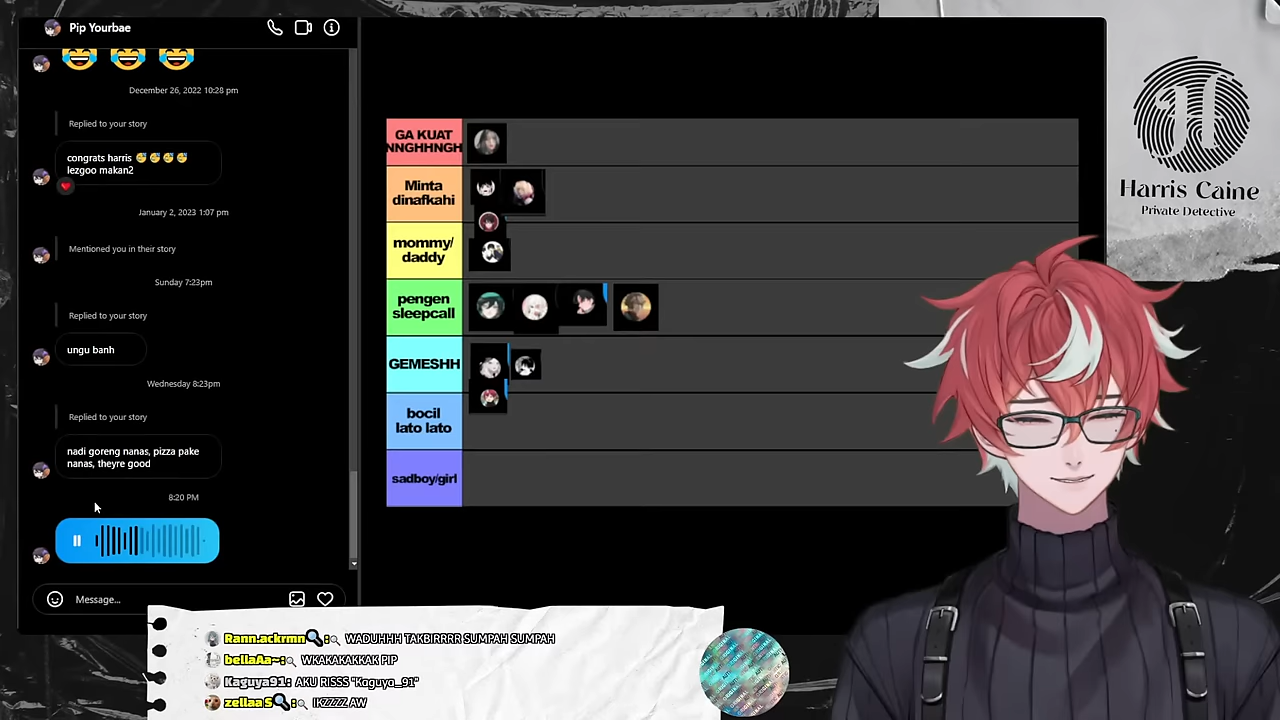 Pip Yourbae
December 26, 2022 10:28 pm
Replied to your story
congrats harris 🥳🥳🥳🥳
lezgoo makan2
January 2, 2023 1:07 pm
Mentioned you in their story
Sunday 7:23pm
Replied to your story
ungu banh
Wednesday 8:23pm
Replied to your story
nadi goreng nanas, pizza pake
nanas, theyre good
8:20 PM
Message...
GA KUAT
NNGHHNGH
Minta
dinafkahi
mommy/
daddy
pengen
sleepcall
GEMESHH
bocil
lato lato
sadboy/girl
H
Harris Caine
Private Detective
Rann.ackrmn🔍: WADUHHH TAKBIRRRR SUMPAH SUMPAH
bellaAa~: WKAKAKAKKAK PIP
Kaguya91: AKU RISSS "Kaguya_91"
zellaa S🔍: IKZZZZ AW